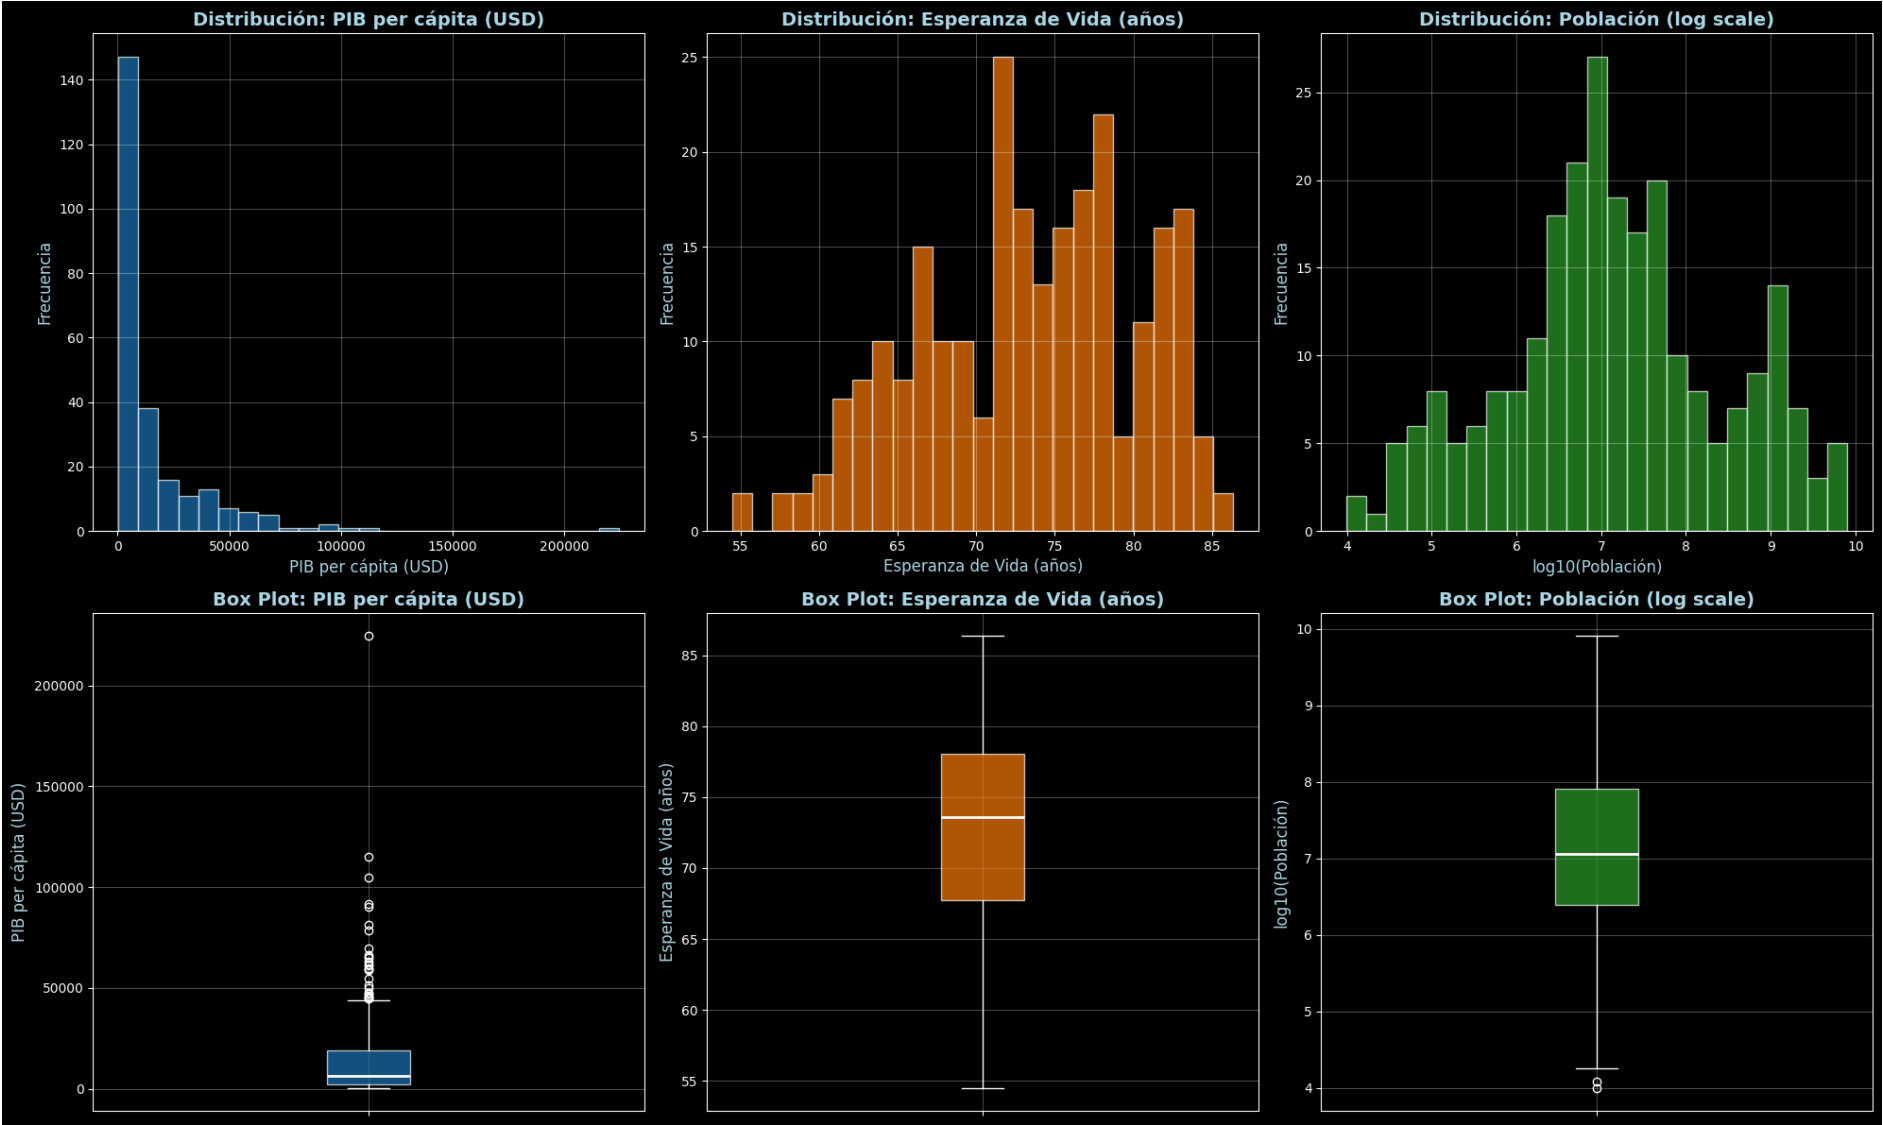 Distribución: PIB per cápita (USD)
Frecuencia
140
120
100
80
60
40
20
0
0 50000 100000 150000 200000
PIB per cápita (USD)
Distribución: Esperanza de Vida (años)
Frecuencia
25
20
15
10
5
0
55 60 65 70 75 80 85
Esperanza de Vida (años)
Distribución: Población (log scale)
Frecuencia
25
20
15
10
5
0
4 5 6 7 8 9 10
log10(Población)
Box Plot: PIB per cápita (USD)
PIB per cápita (USD)
200000
150000
100000
50000
0
Box Plot: Esperanza de Vida (años)
Esperanza de Vida (años)
85
80
75
70
65
60
55
Box Plot: Población (log scale)
log10(Población)
10
9
8
7
6
5
4